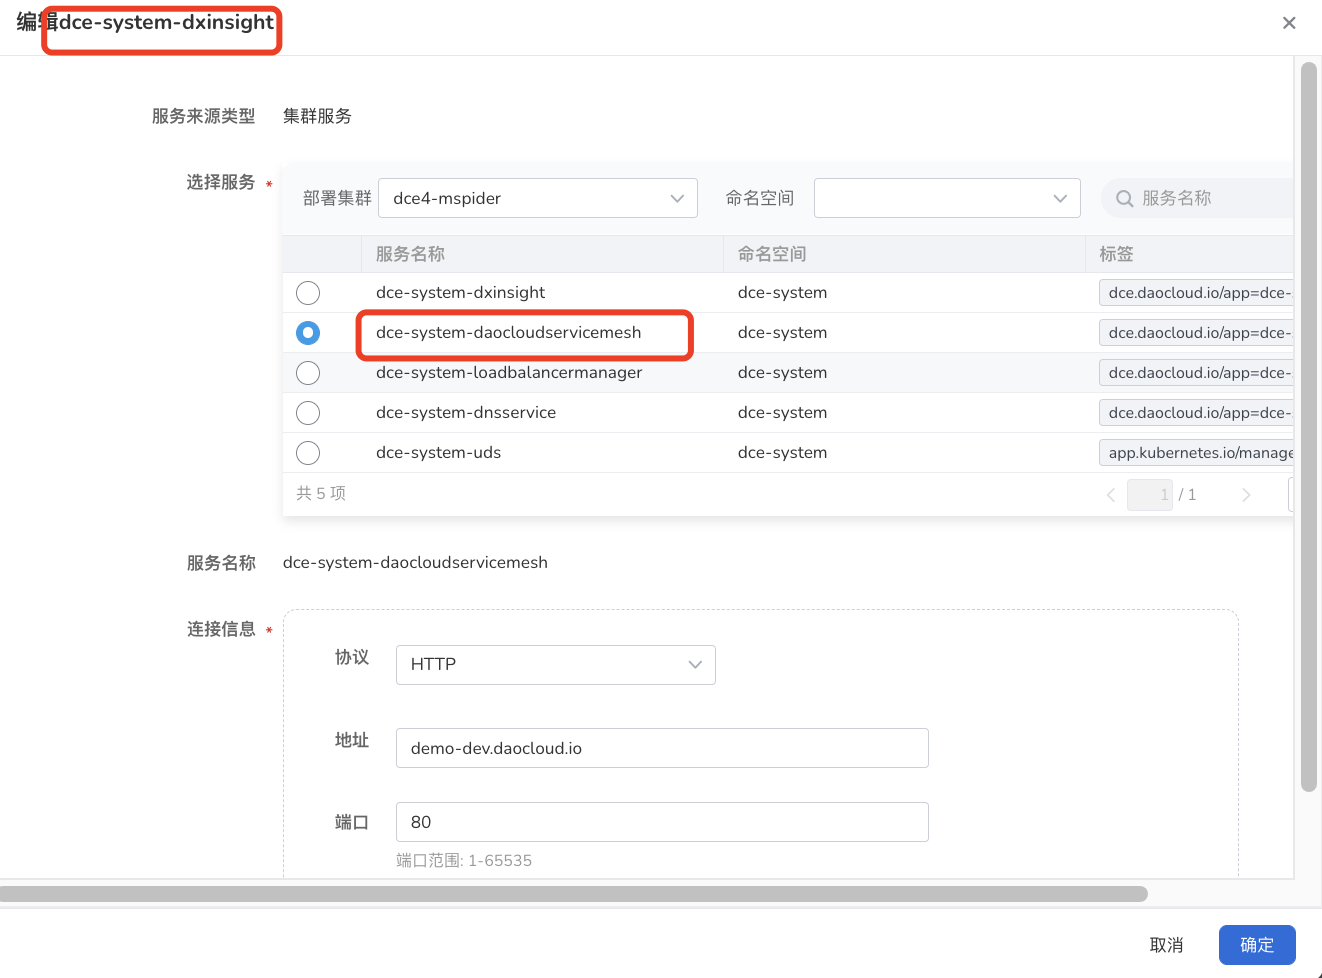 编辑dce-system-dxinsight
服务来源类型 集群服务
选择服务 *
部署集群 dce4-mspider 命名空间 服务名称
服务名称 命名空间 标签
dce-system-dxinsight dce-system dce.daocloud.io/app=dce-
dce-system-daocloudservicemesh dce-system dce.daocloud.io/app=dce-
dce-system-loadbalancermanager dce-system dce.daocloud.io/app=dce-
dce-system-dnsservice dce-system dce.daocloud.io/app=dce-
dce-system-uds dce-system app.kubernetes.io/manage
共 5 项 1 / 1
服务名称 dce-system-daocloudservicemesh
连接信息 *
协议 HTTP
地址 demo-dev.daocloud.io
端口 80
端口范围: 1-65535
取消 确定